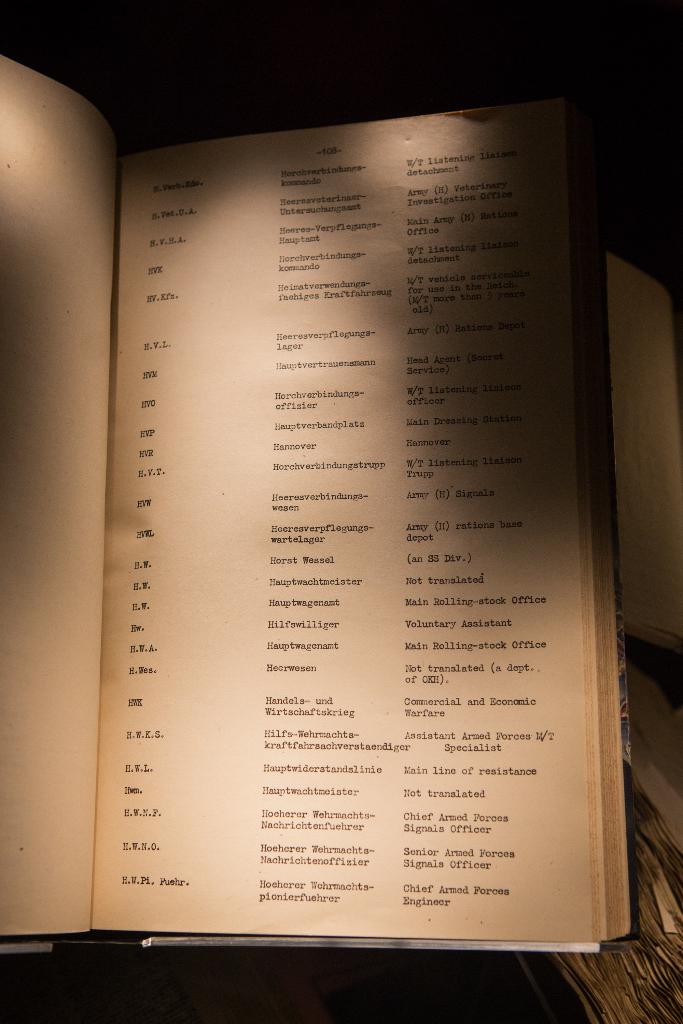 -108-
H.Verb.Kdo. Horchverbindungs- W/T listening liaison
kommando detachment
H.Vet.U.A. Heeresveterinaer- Army (H) Veterinary
Untersuchungsamt Investigation Office
H.V.H.A. Heeres-Verpflegungs- Main Army (H) Rations
Hauptamt Office
HVK Horchverbindungs- W/T listening liaison
kommando detachment
HV.Kfz. Heimatverwendungs- M/T vehicle serviceable
faehiges Kraftfahrzeug for use in the Reich.
(M/T more than 5 years
old)
H.V.L. Heeresverpflegungs- Army (H) Rations Depot
lager
HVM Hauptvertrauensmann Head Agent (Secret
Service)
HVO Horchverbindungs- W/T listening liaison
offizier officer
HVP Hauptverbandplatz Main Dressing Station
HVR Hannover Hannover
H.V.T. Horchverbindungstrupp W/T listening liaison
Trupp
HVW Heeresverbindungs- Army (H) Signals
wesen
HVWL Heeresverpflegungs- Army (H) rations base
wartelager depot
H.W. Horst Wessel (an SS Div.)
H.W. Hauptwachtmeister Not translated
H.W. Hauptwagenamt Main Rolling-stock Office
Hw. Hilfswilliger Voluntary Assistant
H.W.A. Hauptwagenamt Main Rolling-stock Office
H.Wes. Heerwesen Not translated (a dept.
of OKH).
HWK Handels- und Commercial and Economic
Wirtschaftskrieg Warfare
H.W.K.S. Hilfs-Wehrmachts- Assistant Armed Forces M/T
kraftfahrsachverstaendiger Specialist
H.W.L. Hauptwiderstandslinie Main line of resistance
Hwm. Hauptwachtmeister Not translated
H.W.N.F. Hoeherer Wehrmachts- Chief Armed Forces
Nachrichtenfuehrer Signals Officer
H.W.N.O. Hoeherer Wehrmachts- Senior Armed Forces
Nachrichtenoffizier Signals Officer
H.W.Pi. Fuehr. Hoeherer Wehrmachts- Chief Armed Forces
pionierfuehrer Engineer